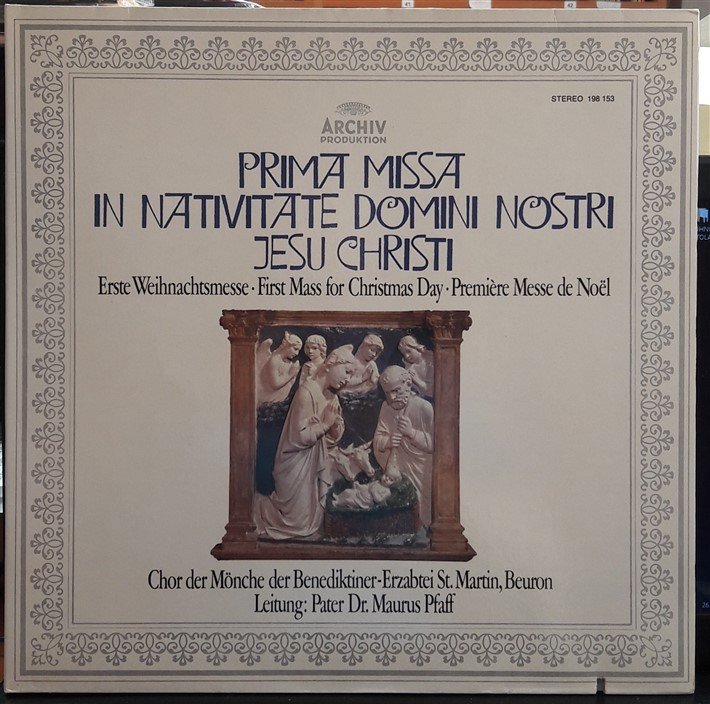 STEREO 198 153
ARCHIV
PRODUKTION
PRIMA MISSA
IN NATIVITATE DOMINI NOSTRI
JESU CHRISTI
Erste Weihnachtsmesse · First Mass for Christmas Day · Première Messe de Noël
Chor der Mönche der Benediktiner-Erzabtei St. Martin, Beuron
Leitung: Pater Dr. Maurus Pfaff